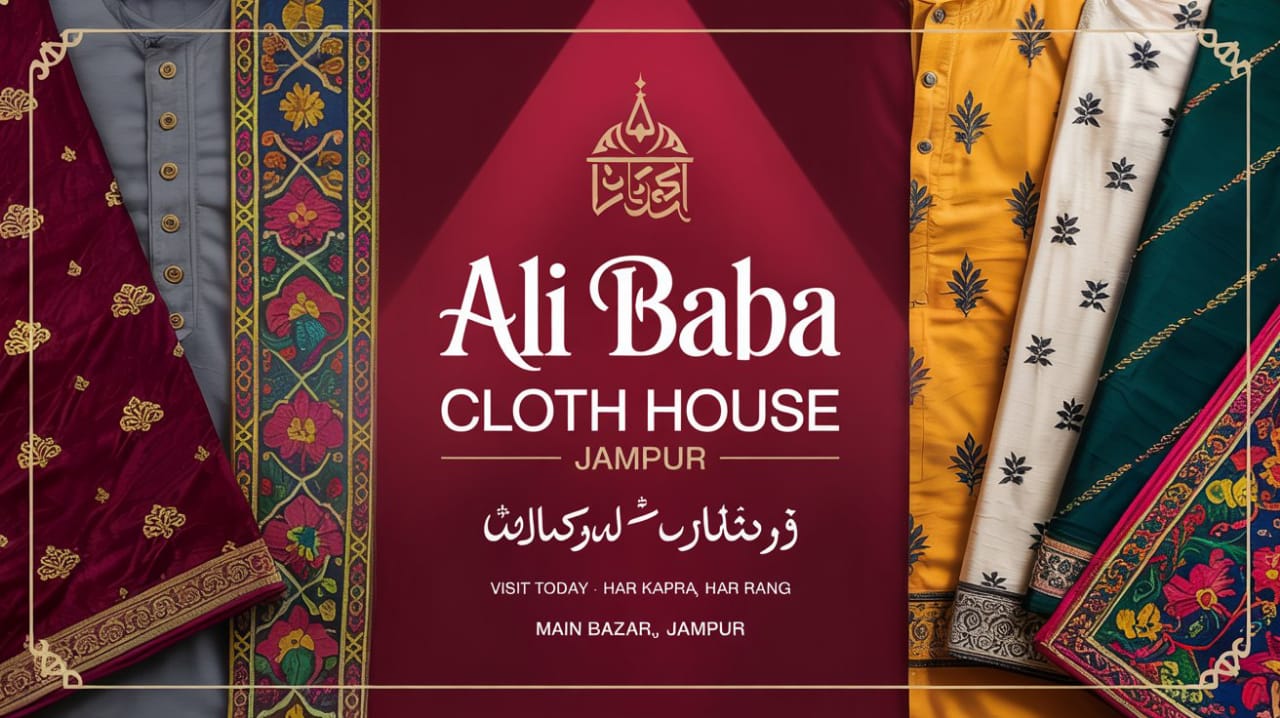 Ali Baba
CLOTH HOUSE
JAMPUR
VISIT TODAY · HAR KAPRA, HAR RANG
MAIN BAZAR, JAMPUR